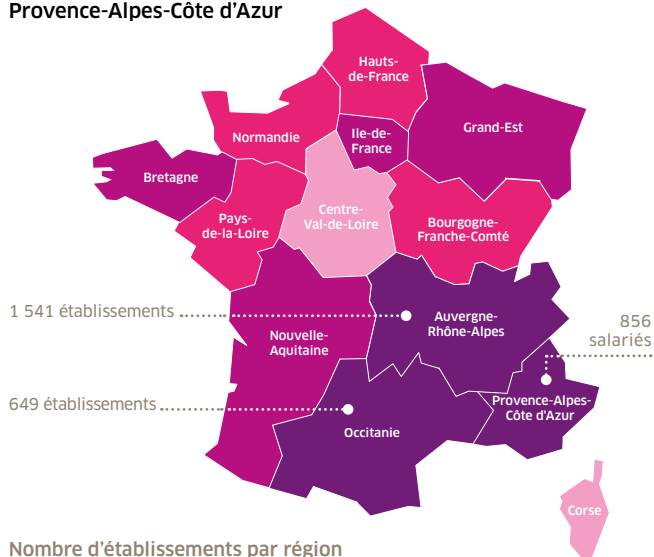 Provence-Alpes-Côte d'Azur
Hauts-
de-France
Normandie
Ile-de-
France
Grand-Est
Bretagne
Pays-
de-la-Loire
Centre-
Val-de-Loire
Bourgogne-
Franche-Comté
1 541 établissements
Auvergne-
Rhône-Alpes
856
salariés
Nouvelle-
Aquitaine
649 établissements
Provence-Alpes-
Côte d'Azur
Occitanie
Corse
Nombre d'établissements par région